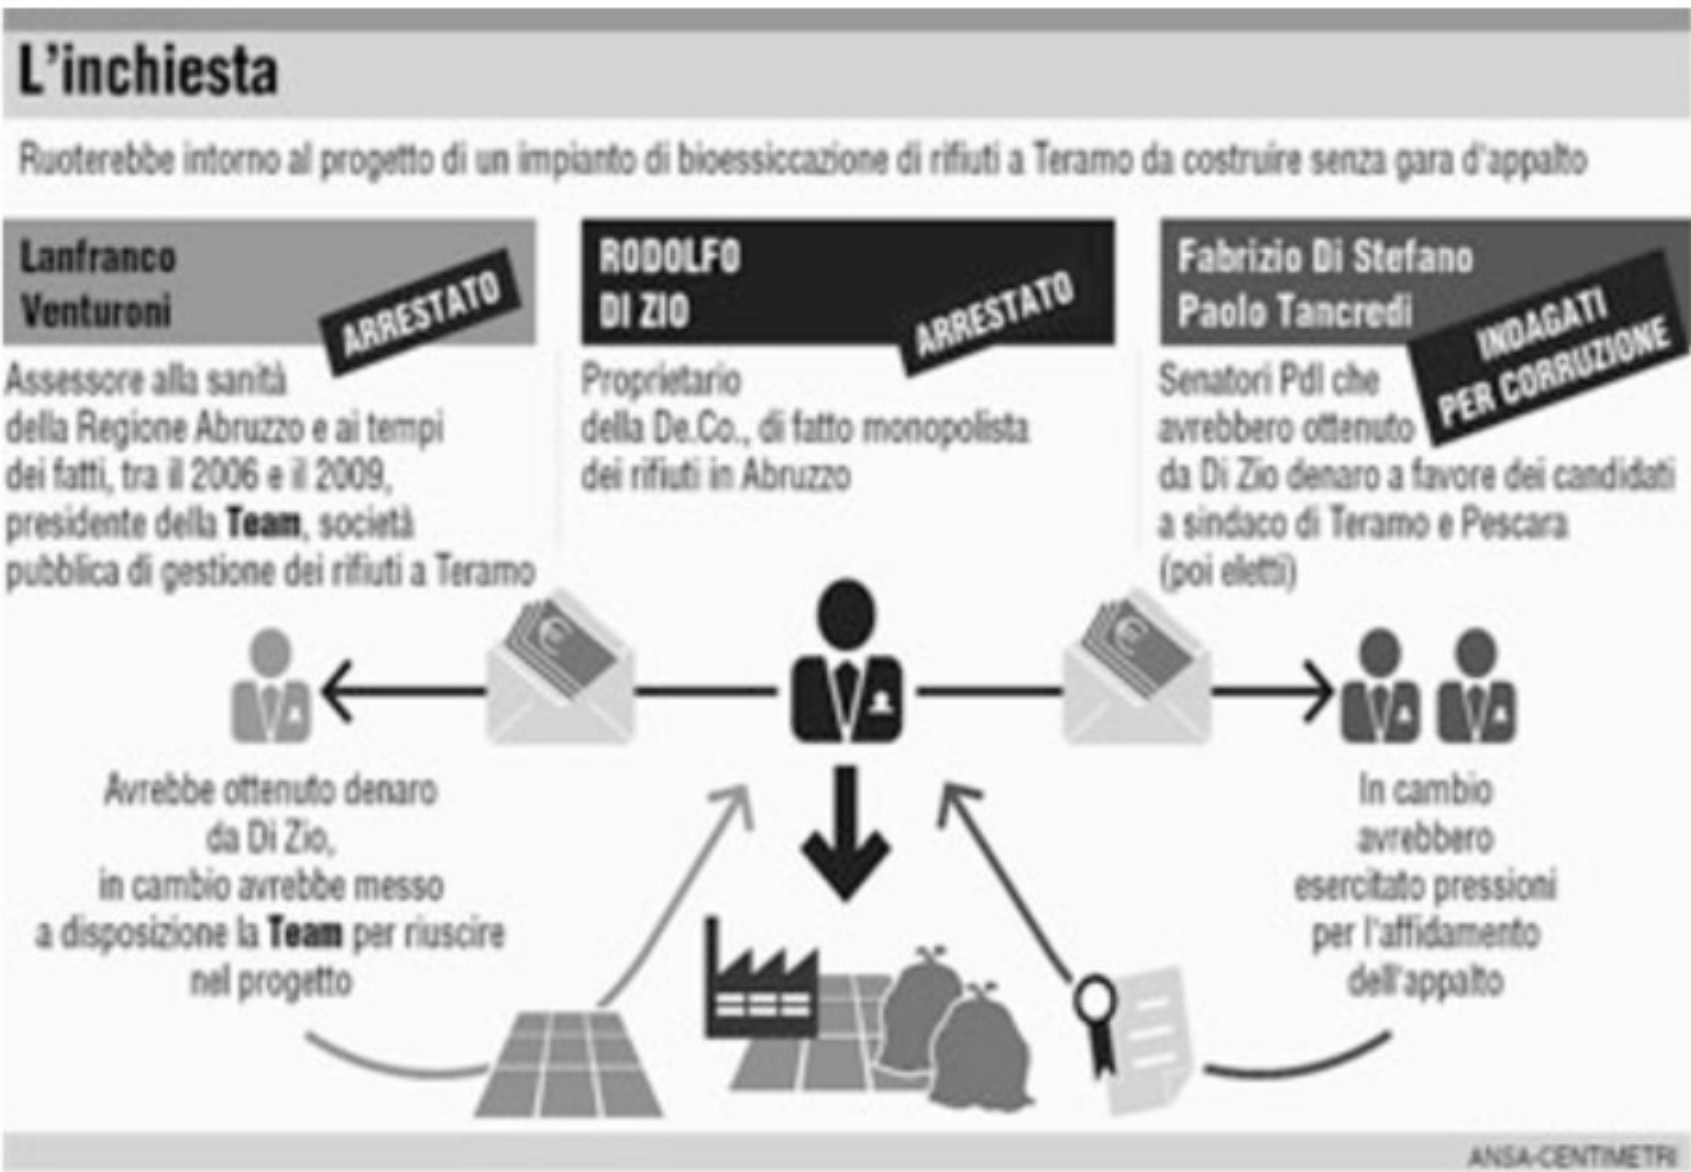 L'inchiesta
Ruoterebbe intorno al progetto di un impianto di bioessiccazione di rifiuti a Teramo da costruire senza gara d'appalto
Lanfranco
Venturoni
ARRESTATO
Assessore alla sanità
della Regione Abruzzo e ai tempi
dei fatti, tra il 2006 e il 2009,
presidente della Team, società
pubblica di gestione dei rifiuti a Teramo
RODOLFO
DI ZIO
ARRESTATO
Proprietario
della De.Co., di fatto monopolista
dei rifiuti in Abruzzo
Fabrizio Di Stefano
Paolo Tancredi
INDAGATI
PER CORRUZIONE
Senatori Pdl che
avrebbero ottenuto
da Di Zio denaro a favore dei candidati
a sindaco di Teramo e Pescara
(poi eletti)
€
€
Avrebbe ottenuto denaro
da Di Zio,
in cambio avrebbe messo
a disposizione la Team per riuscire
nel progetto
In cambio
avrebbero
esercitato pressioni
per l'affidamento
dell'appalto
ANSA-CENTIMETRI